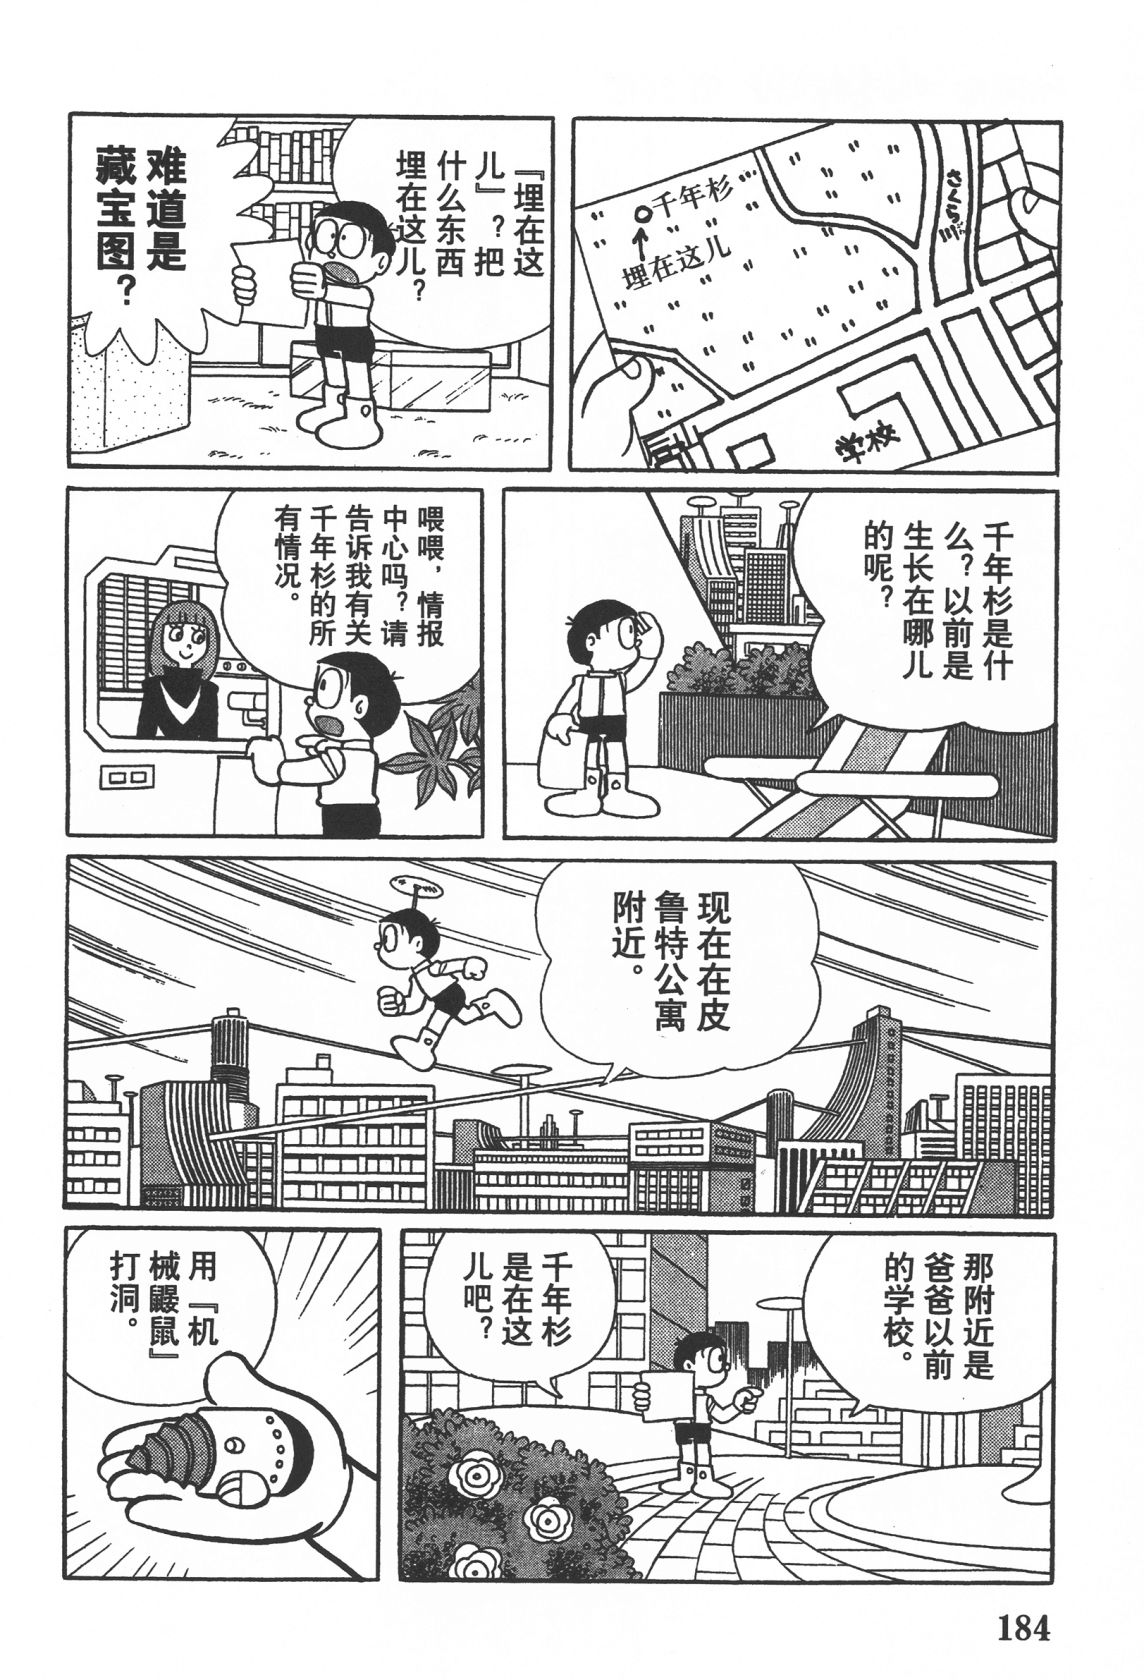 千年杉
埋在这儿
さくら川
学校
『埋在这
儿』？把
什么东西
埋在这儿？
难道是
藏宝图？
千年杉是什
么？以前是
生长在哪儿
的呢？
喂喂，情报
中心吗？请
告诉我有关
千年杉的所
有情况。
现在在皮
鲁特公寓
附近。
那附近是
爸爸以前
的学校。
千年杉
是在这
儿吧？
用『机
械鼹鼠』
打洞。
184